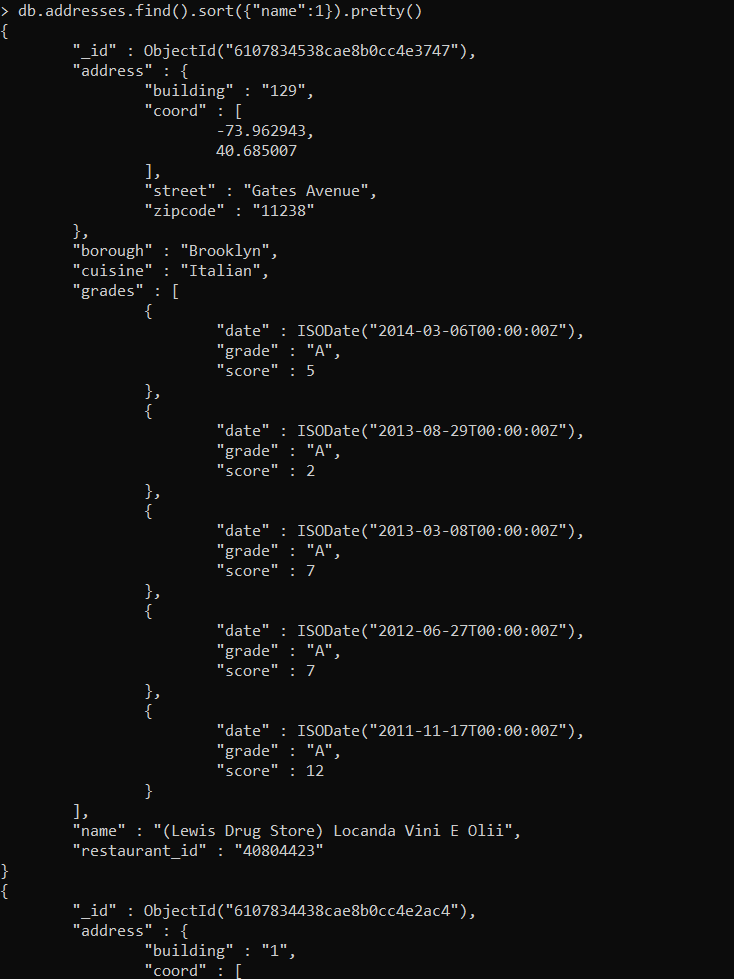 > db.addresses.find().sort({"name":1}).pretty()
{
        "_id" : ObjectId("6107834538cae8b0cc4e3747"),
        "address" : {
                "building" : "129",
                "coord" : [
                        -73.962943,
                        40.685007
                ],
                "street" : "Gates Avenue",
                "zipcode" : "11238"
        },
        "borough" : "Brooklyn",
        "cuisine" : "Italian",
        "grades" : [
                {
                        "date" : ISODate("2014-03-06T00:00:00Z"),
                        "grade" : "A",
                        "score" : 5
                },
                {
                        "date" : ISODate("2013-08-29T00:00:00Z"),
                        "grade" : "A",
                        "score" : 2
                },
                {
                        "date" : ISODate("2013-03-08T00:00:00Z"),
                        "grade" : "A",
                        "score" : 7
                },
                {
                        "date" : ISODate("2012-06-27T00:00:00Z"),
                        "grade" : "A",
                        "score" : 7
                },
                {
                        "date" : ISODate("2011-11-17T00:00:00Z"),
                        "grade" : "A",
                        "score" : 12
                }
        ],
        "name" : "(Lewis Drug Store) Locanda Vini E Olii",
        "restaurant_id" : "40804423"
}
{
        "_id" : ObjectId("6107834438cae8b0cc4e2ac4"),
        "address" : {
                "building" : "1",
                "coord" : [